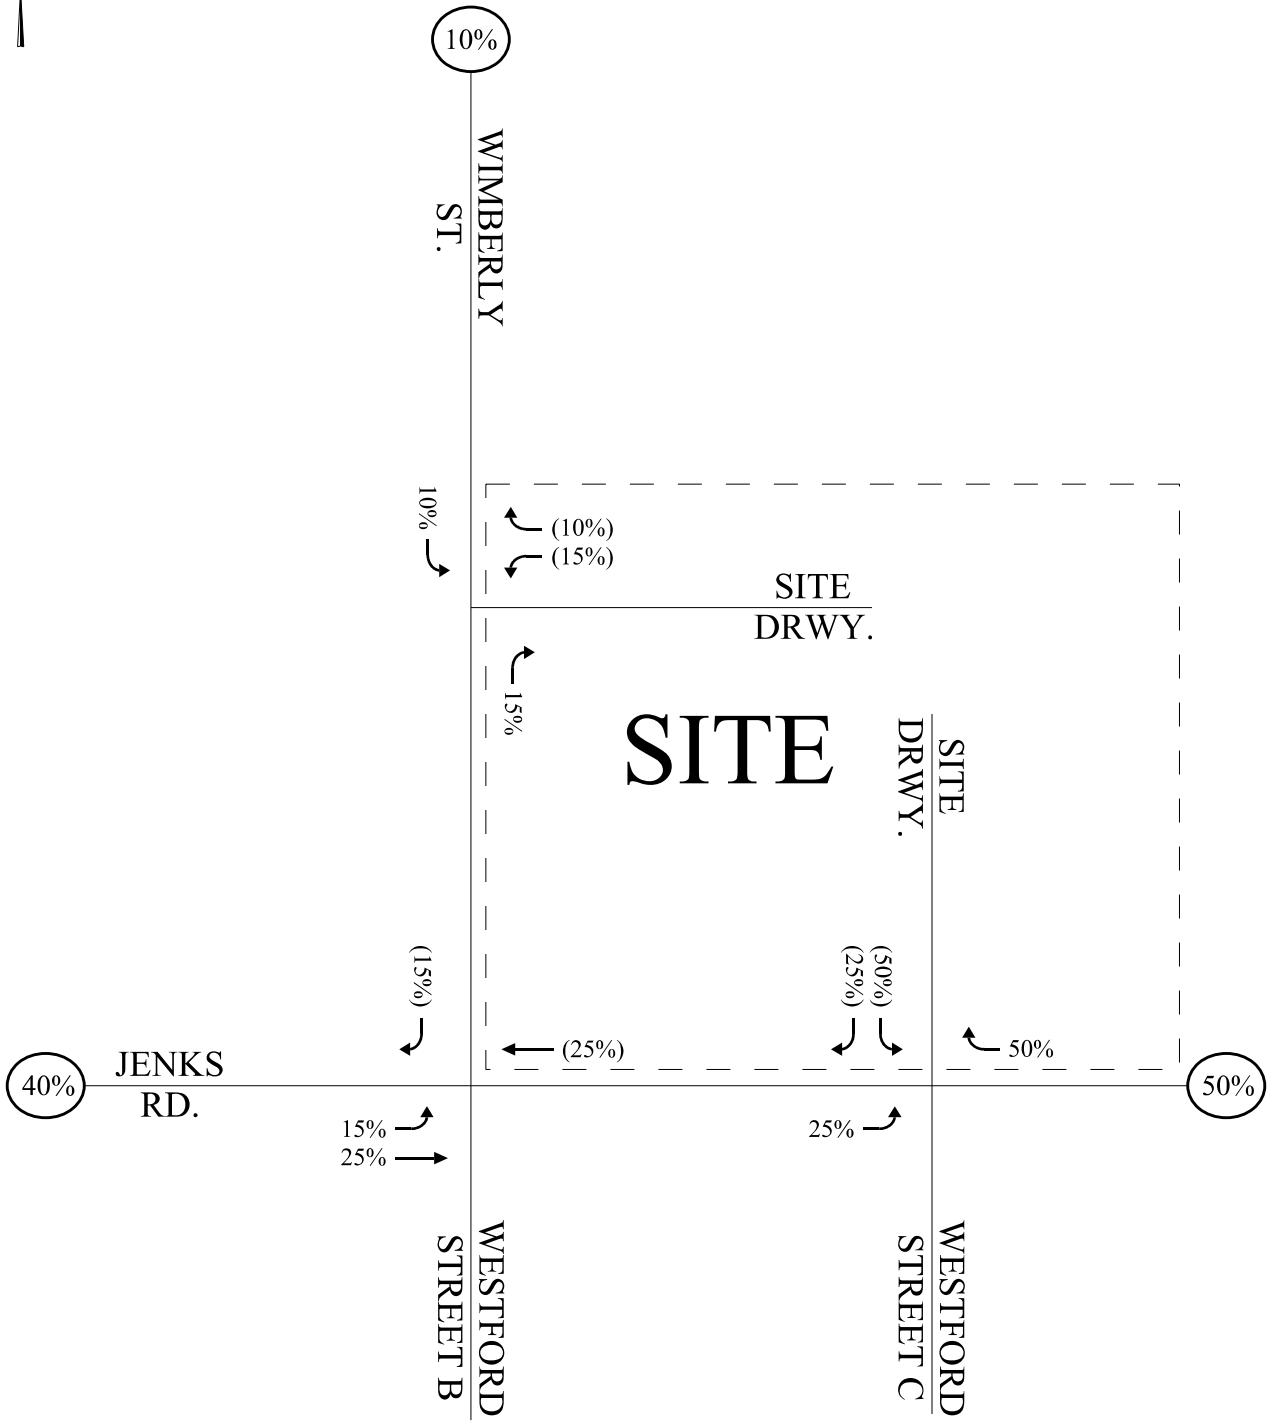 10%
WIMBERLY
ST.
10%
(10%)
(15%)
SITE
DRWY.
15%
SITE
SITE
DRWY.
(15%)
(25%)
(50%)
(25%)
50%
JENKS
RD.
40%
50%
15%
25%
25%
WESTFORD
STREET B
WESTFORD
STREET C